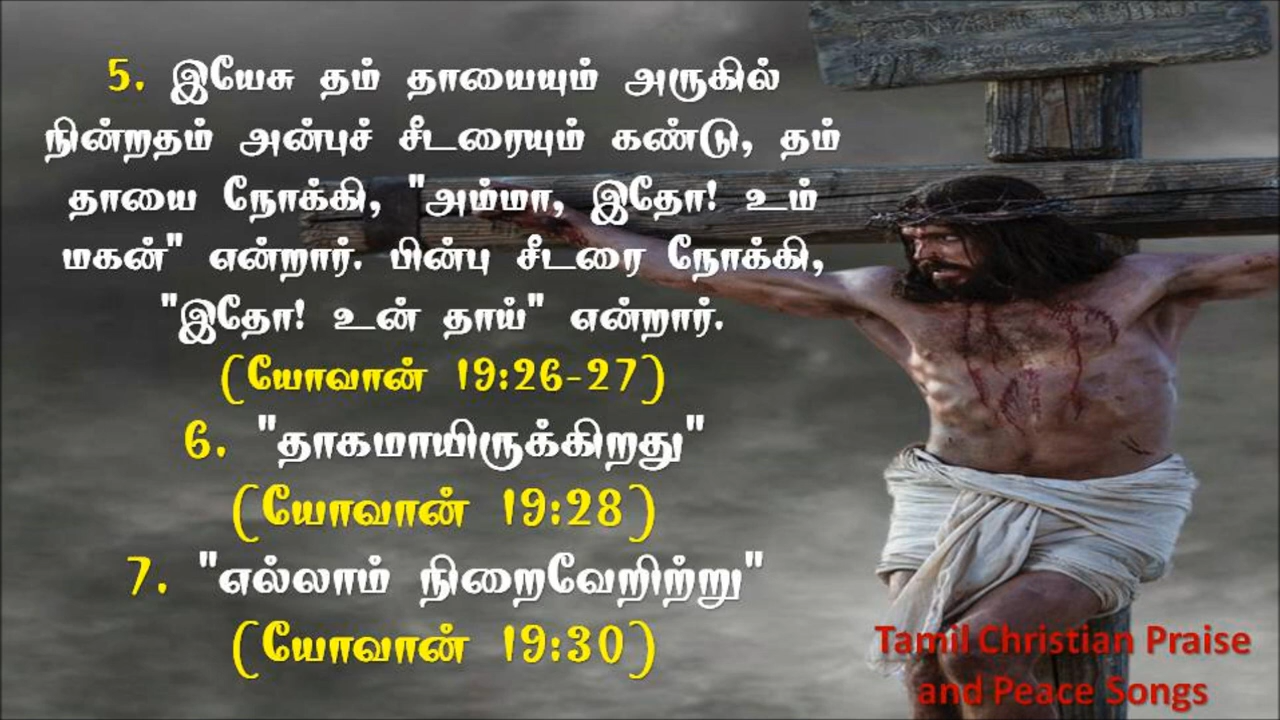 5. இயேசு தம் தாயையும் அருகில்
நின்றதம் அன்புச் சீடரையும் கண்டு, தம்
தாயை நோக்கி, "அம்மா, இதோ! உம்
மகன்" என்றார். பின்பு சீடரை நோக்கி,
"இதோ! உன் தாய்" என்றார்.
(யோவான் 19:26-27)
6. "தாகமாயிருக்கிறது"
(யோவான் 19:28)
7. "எல்லாம் நிறைவேறிற்று"
(யோவான் 19:30)
Tamil Christian Praise
and Peace Songs